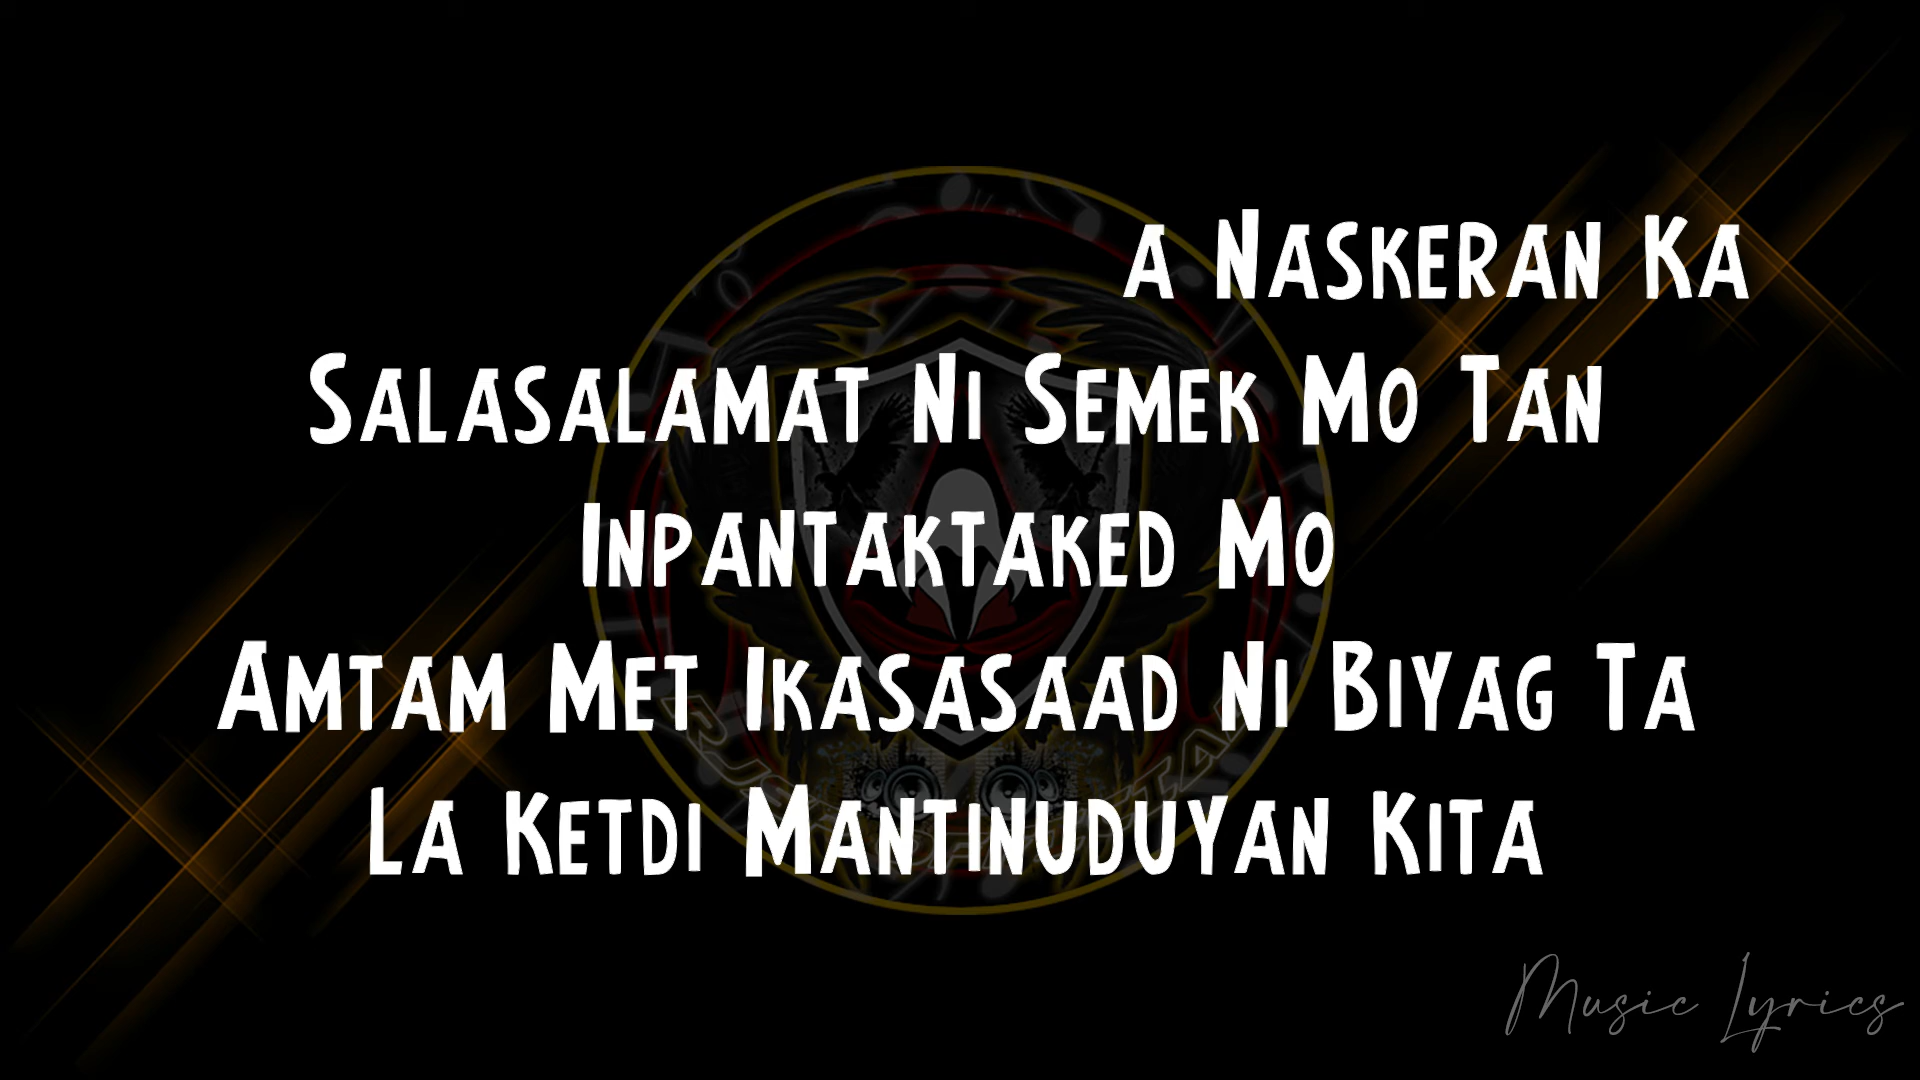 a Naskeran Ka
Salasalamat Ni Semek Mo Tan
Inpantaktaked Mo
Amtam Met Ikasasaad Ni Biyag Ta
La Ketdi Mantinuduyan Kita
Music Lyrics